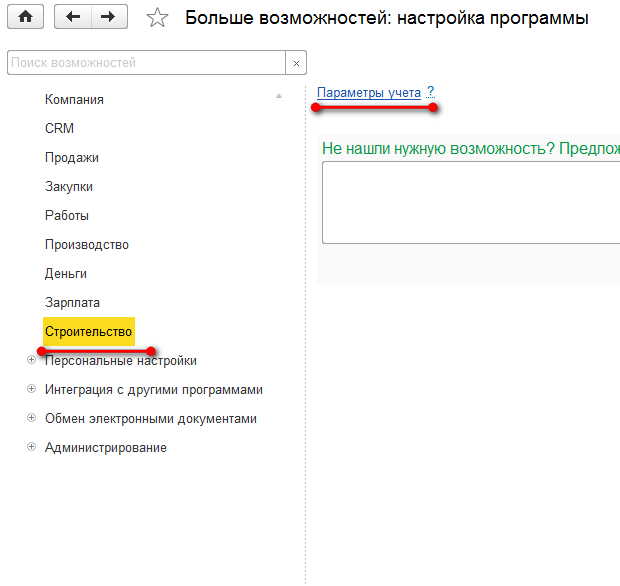 Больше возможностей: настройка программы
Поиск возможностей
Компания
CRM
Продажи
Закупки
Работы
Производство
Деньги
Зарплата
Строительство
Персональные настройки
Интеграция с другими программами
Обмен электронными документами
Администрирование
Параметры учета ?
Не нашли нужную возможность? Предлож